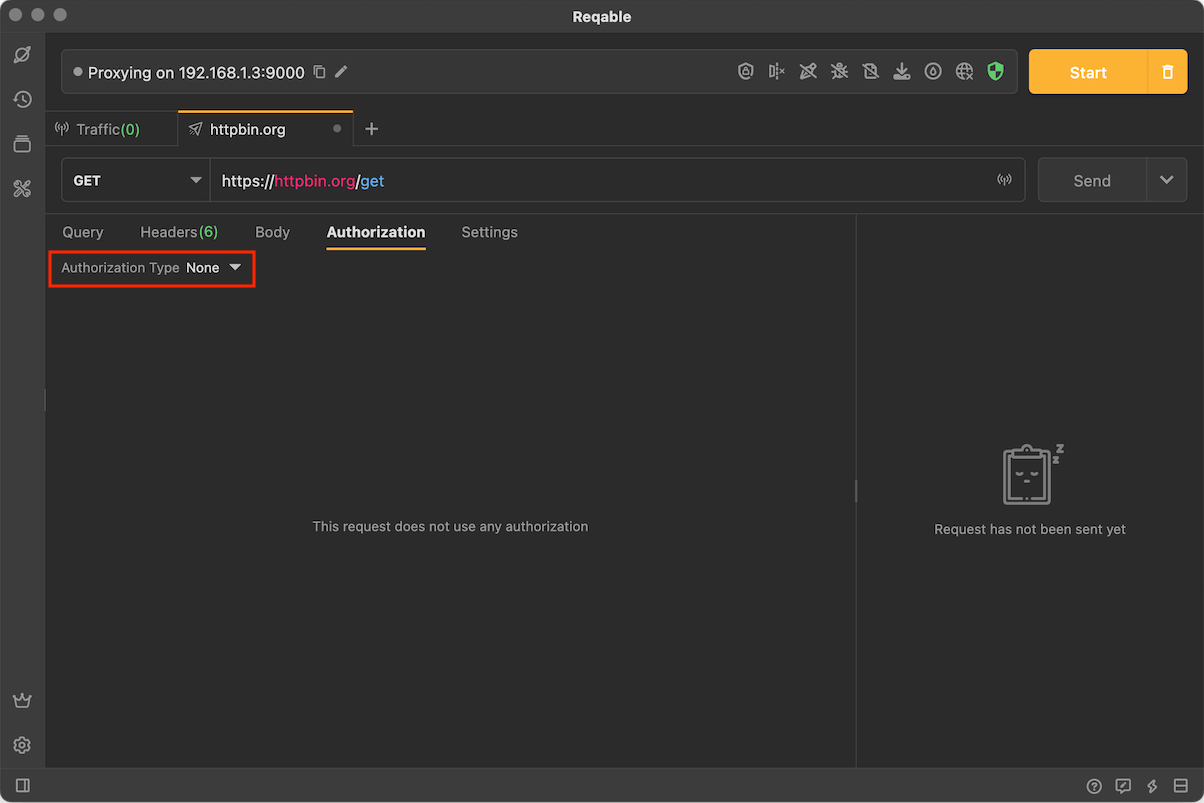 Reqable
Proxying on 192.168.1.3:9000
Start
Traffic(0)
httpbin.org
GET
https://httpbin.org/get
Send
Query
Headers(6)
Body
Authorization
Settings
Authorization Type None
This request does not use any authorization
z
z
Request has not been sent yet